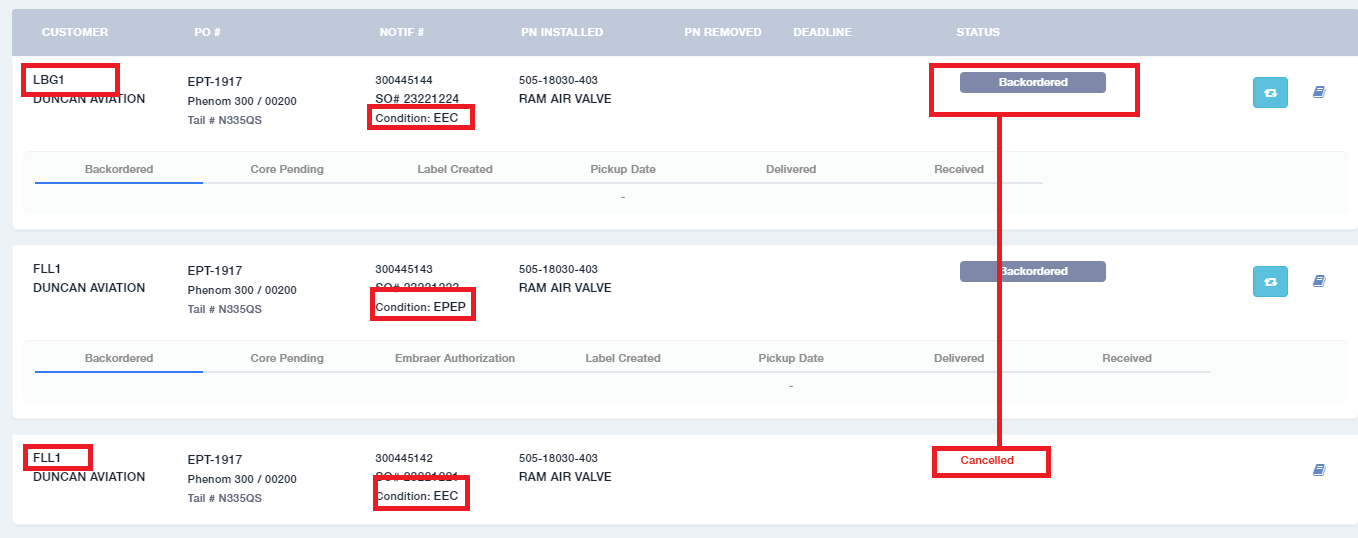 CUSTOMER PO # NOTIF # PN INSTALLED PN REMOVED DEADLINE STATUS
LBG1 EPT-1917 300445144 505-18030-403 Backordered
DUNCAN AVIATION Phenom 300 / 00200 SO# 23221224 RAM AIR VALVE
Tail # N335QS Condition: EEC
Backordered Core Pending Label Created Pickup Date Delivered Received
-
FLL1 EPT-1917 300445143 505-18030-403 Backordered
DUNCAN AVIATION Phenom 300 / 00200 SO# 23221223 RAM AIR VALVE
Tail # N335QS Condition: EPEP
Backordered Core Pending Embraer Authorization Label Created Pickup Date Delivered Received
-
FLL1 EPT-1917 300445142 505-18030-403 Cancelled
DUNCAN AVIATION Phenom 300 / 00200 SO# 23221221 RAM AIR VALVE
Tail # N335QS Condition: EEC